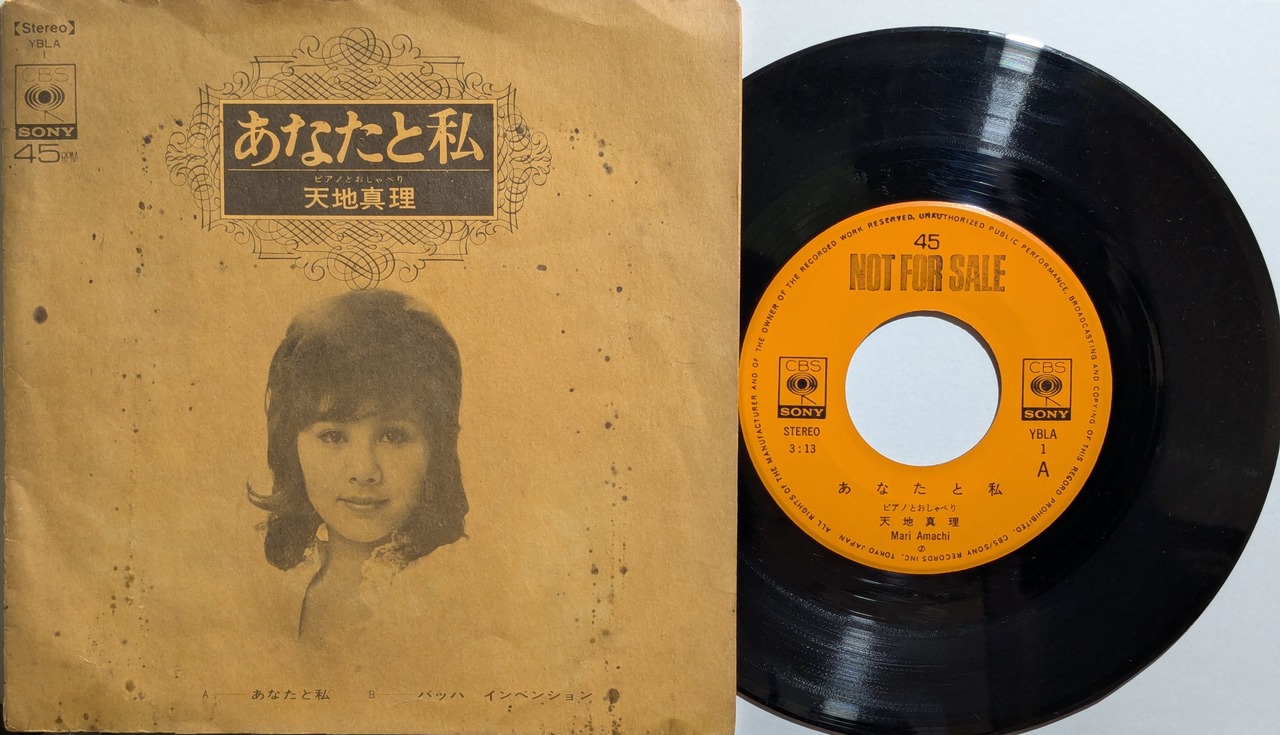 【Stereo】
YBLA
1
CBS
SONY
45RPM
あなたと私
ピアノとおしゃべり
天地真理
A——あなたと私 B——バッハ インベンション
ALL RIGHTS OF THE MANUFACTURER AND OF THE OWNER OF THE RECORDED WORK RESERVED. UNAUTHORIZED PUBLIC PERFORMANCE, BROADCASTING AND COPYING OF THIS RECORD PROHIBITED. CBS/SONY RECORDS INC. TOKYO JAPAN.
45
NOT FOR SALE
CBS
SONY
STEREO
3:13
CBS
SONY
YBLA
1
A
あなたと私
ピアノとおしゃべり
天地真理
Mari Amachi